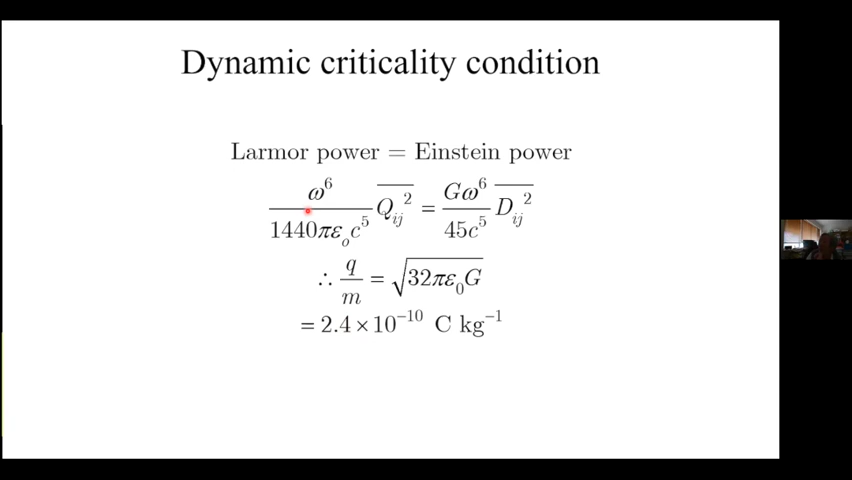 Dynamic criticality condition
Larmor power = Einstein power
ω⁶ / 1440πε₀c⁵ \overline{Q_{ij}²} = Gω⁶ / 45c⁵ \overline{D_{ij}²}
∴ q / m = √(32πε₀G)
= 2.4 × 10⁻¹⁰ C kg⁻¹